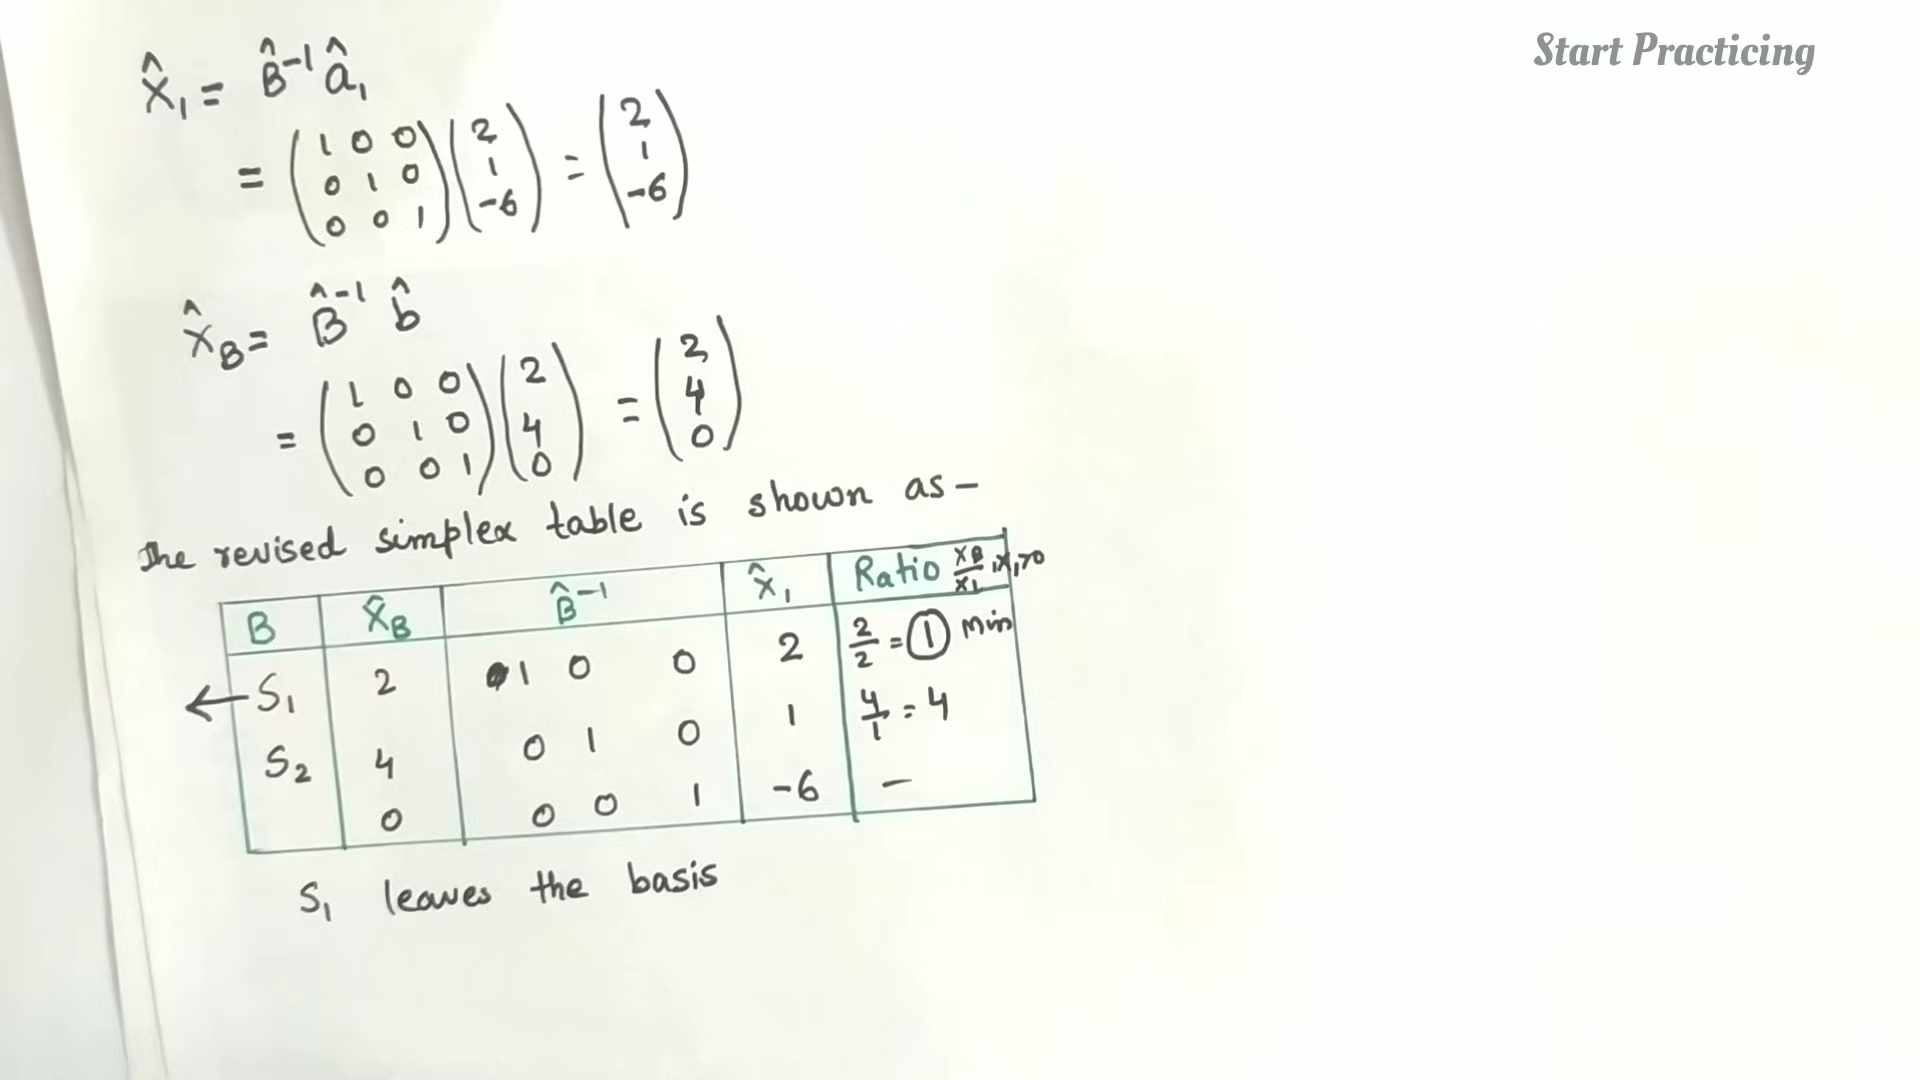 Start Practicing
X̂₁ = B̂⁻¹ â₁
= (1 0 0) (2) = (2)
(0 1 0) (1) (1)
(0 0 1) (-6) (-6)
X̂B = B̂⁻¹ b̂
= (1 0 0) (2) = (2)
(0 1 0) (4) (4)
(0 0 1) (0) (0)
The revised simplex table is shown as –
B X̂B B̂⁻¹ X̂₁ Ratio XB/X₁, X₁>0
← S₁ 2 1 0 0 2 2/2 = 1 Min
S₂ 4 0 1 0 1 4/1 = 4
0 0 0 1 -6 –
S₁ leaves the basis